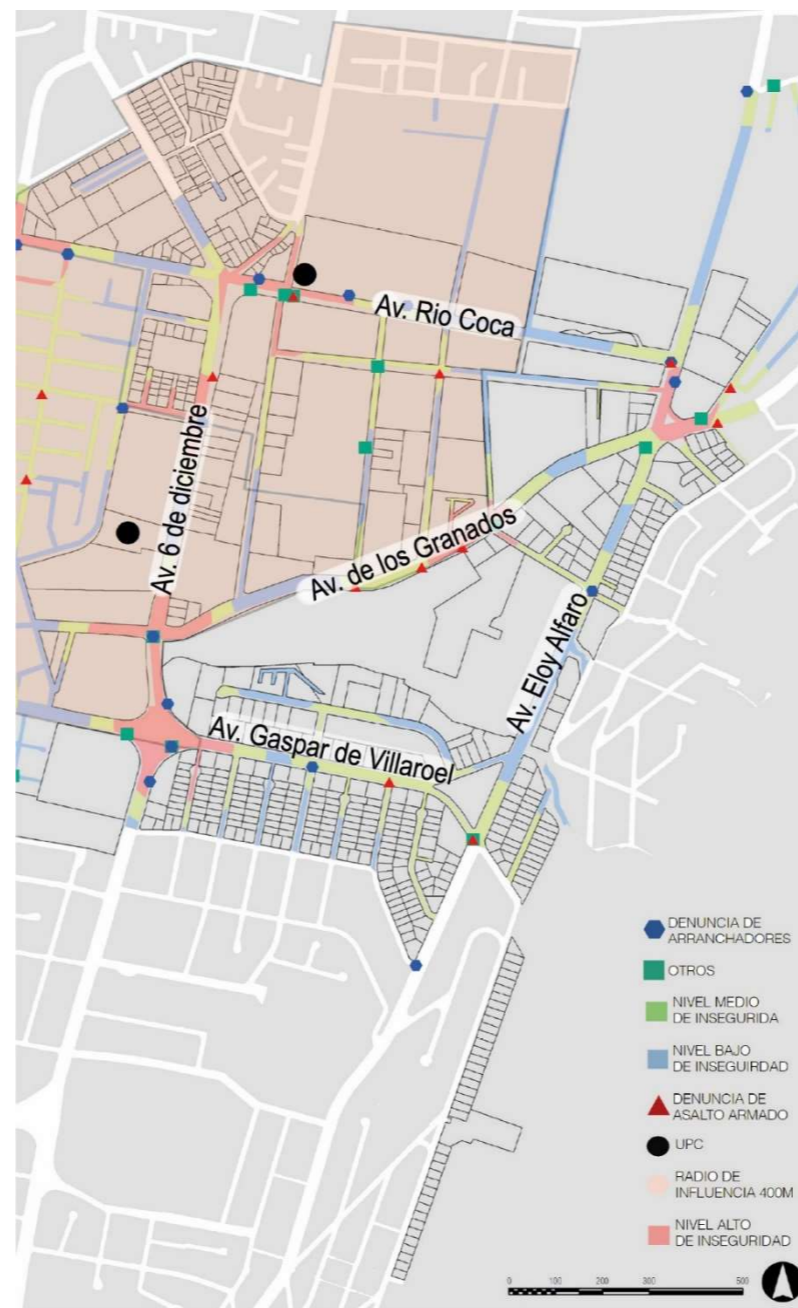 Av. Rio Coca
Av. 6 de diciembre
Av. de los Granados
Av. Eloy Alfaro
Av. Gaspar de Villaroel
DENUNCIA DE
ARRANCHADORES
OTROS
NIVEL MEDIO
DE INSEGURIDA
NIVEL BAJO
DE INSEGUIRDAD
DENUNCIA DE
ASALTO ARMADO
UPC
RADIO DE
INFLUENCIA 400M
NIVEL ALTO
DE INSEGURIDAD
0 100 200 300 500